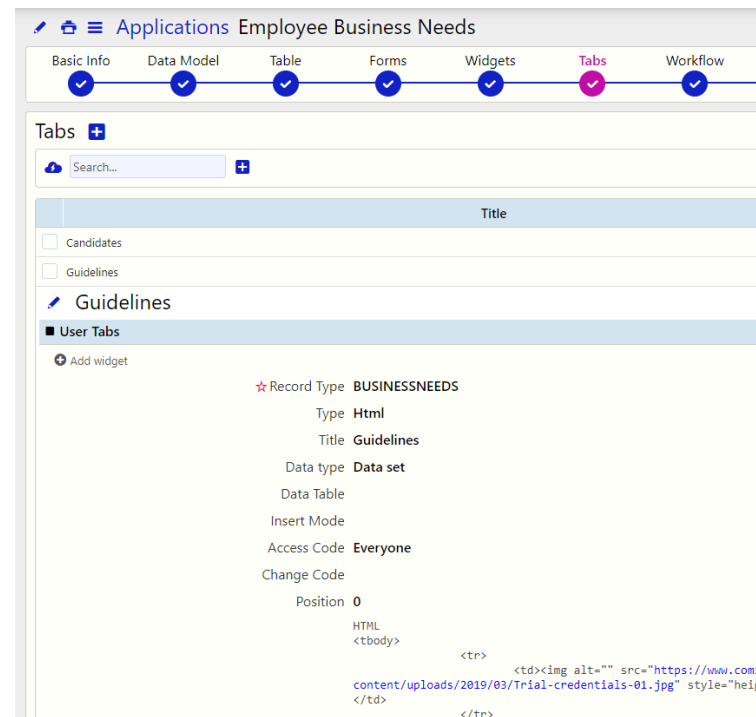 Applications Employee Business Needs
Basic Info Data Model Table Forms Widgets Tabs Workflow
Tabs
Search...
Title
Candidates
Guidelines
Guidelines
User Tabs
Add widget
Record Type BUSINESSNEEDS
Type Html
Title Guidelines
Data type Data set
Data Table
Insert Mode
Access Code Everyone
Change Code
Position 0
HTML
<tbody>
<tr>
<td><img alt="" src="https://www.com
content/uploads/2019/03/Trial-credentials-01.jpg" style="hei
</td>
</tr>